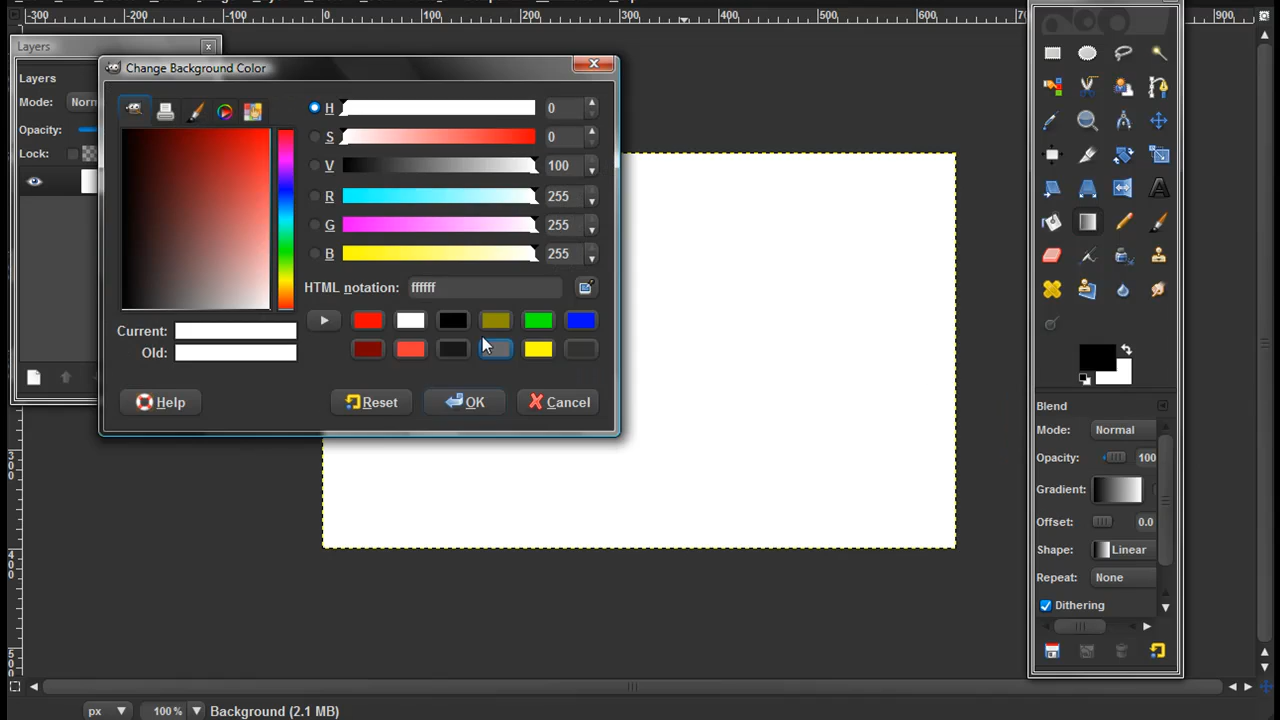 -300 -200 -100 0 100 200 300 400 500 600 900
Layers
Layers
Mode: Norm
Opacity:
Lock:
Change Background Color
H 0
S 0
V 100
R 255
G 255
B 255
HTML notation: ffffff
Current:
Old:
Help
Reset
OK
Cancel
Blend
Mode: Normal
Opacity: 100
Gradient:
Offset: 0.0
Shape: Linear
Repeat: None
Dithering
px
100%
Background (2.1 MB)